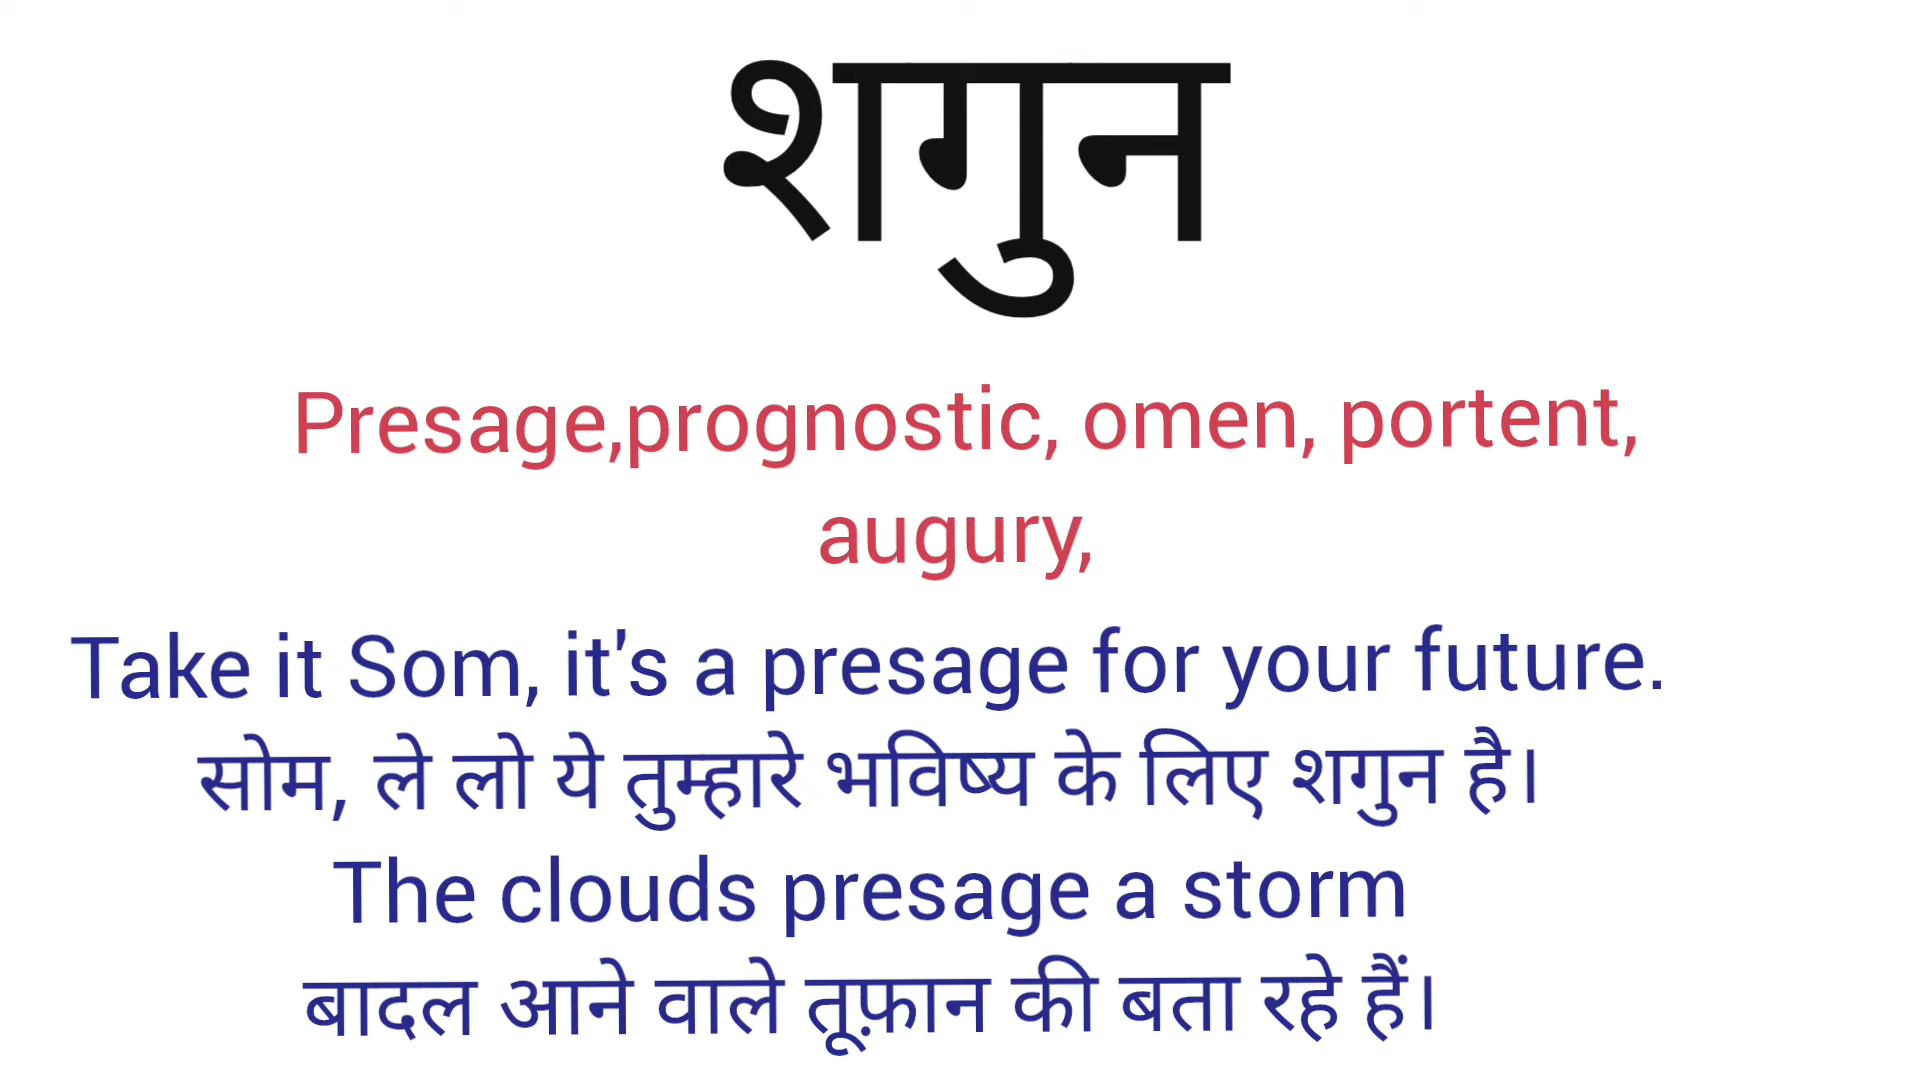 शगुन
Presage,prognostic, omen, portent,
augury,
Take it Som, it's a presage for your future.
सोम, ले लो ये तुम्हारे भविष्य के लिए शगुन है।
The clouds presage a storm
बादल आने वाले तूफ़ान की बता रहे हैं।